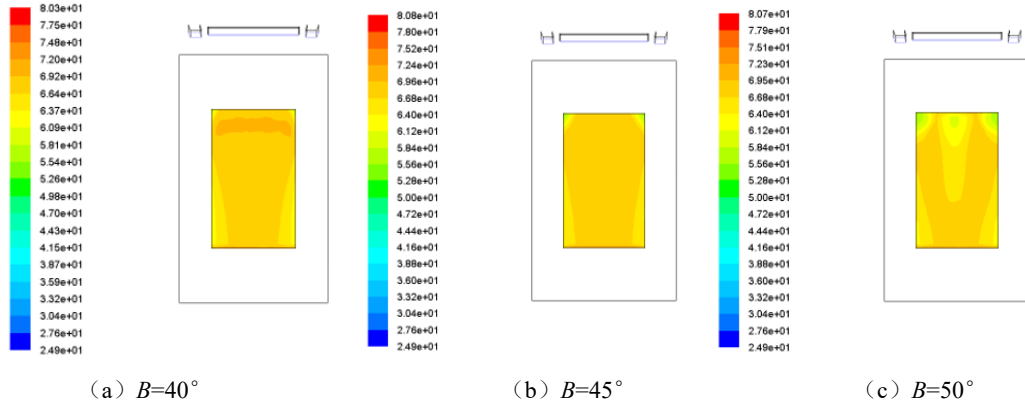 8.03e+01
7.75e+01
7.48e+01
7.20e+01
6.92e+01
6.64e+01
6.37e+01
6.09e+01
5.81e+01
5.54e+01
5.26e+01
4.98e+01
4.70e+01
4.43e+01
4.15e+01
3.87e+01
3.59e+01
3.32e+01
3.04e+01
2.76e+01
2.49e+01
（a）B=40°
8.08e+01
7.80e+01
7.52e+01
7.24e+01
6.96e+01
6.68e+01
6.40e+01
6.12e+01
5.84e+01
5.56e+01
5.28e+01
5.00e+01
4.72e+01
4.44e+01
4.16e+01
3.88e+01
3.60e+01
3.32e+01
3.04e+01
2.76e+01
2.49e+01
（b）B=45°
8.07e+01
7.79e+01
7.51e+01
7.23e+01
6.95e+01
6.68e+01
6.40e+01
6.12e+01
5.84e+01
5.56e+01
5.28e+01
5.00e+01
4.72e+01
4.44e+01
4.16e+01
3.88e+01
3.60e+01
3.32e+01
3.04e+01
2.76e+01
2.49e+01
（c）B=50°